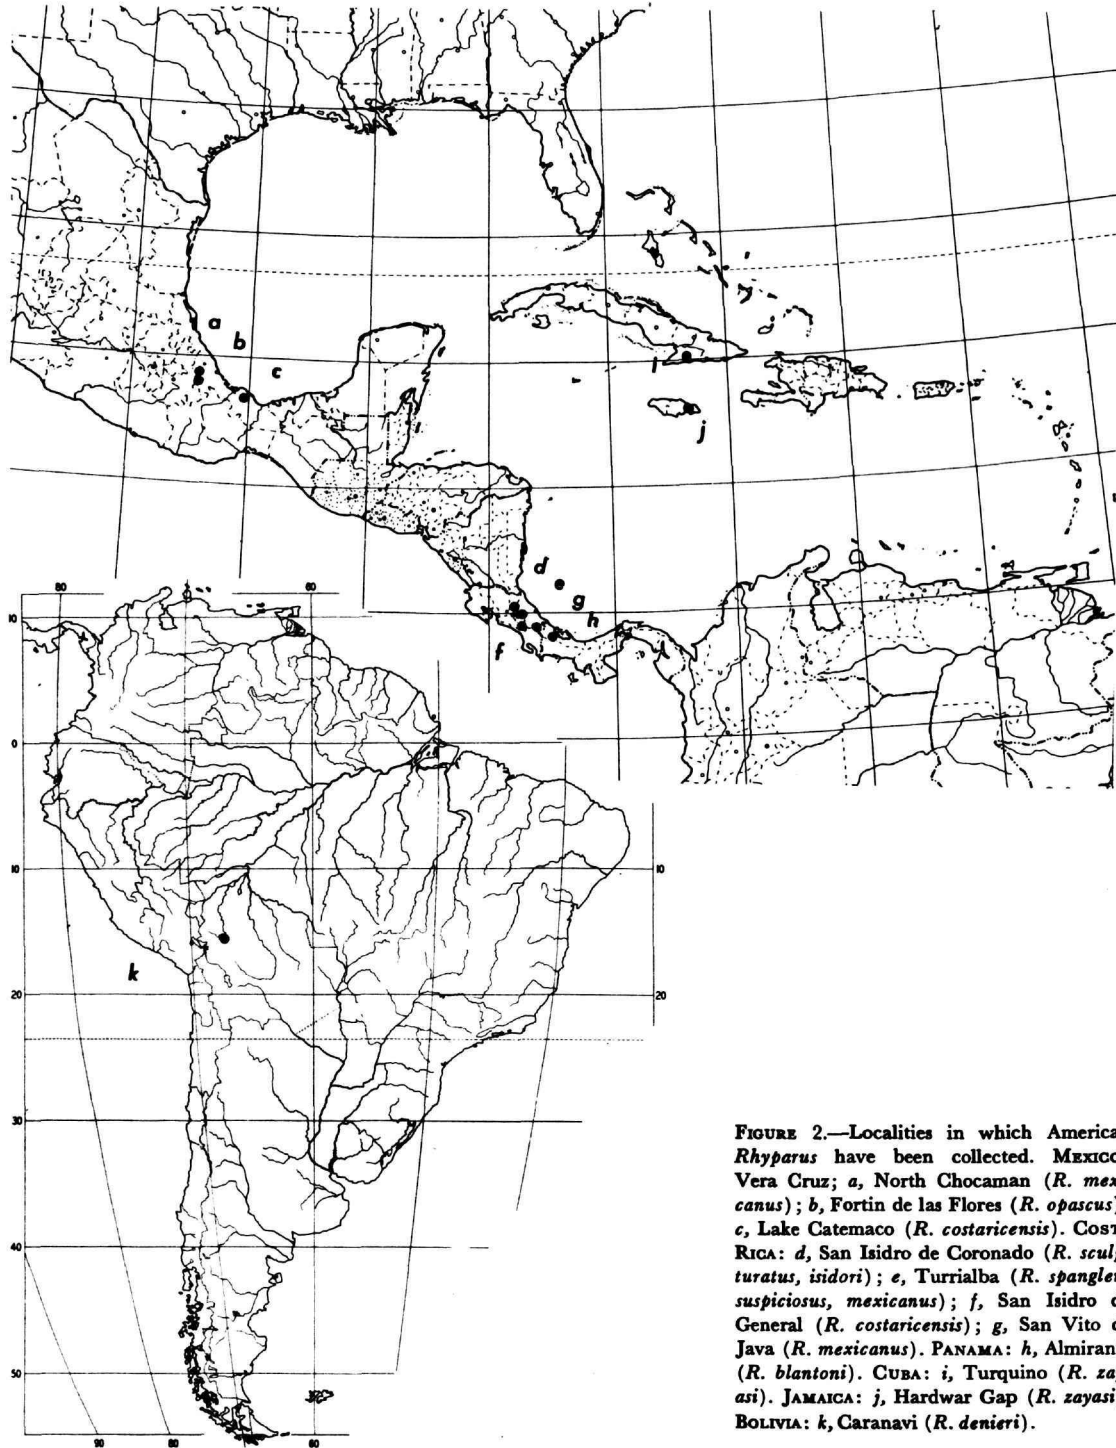 a
b
c
i
j
d
e
g
h
f
80
60
10
0
10
10
k
20
20
30
40
50
90
80
60
FIGURE 2.—Localities in which America
Rhyparus have been collected. MEXICO
Vera Cruz; a, North Chocaman (R. mex
canus); b, Fortin de las Flores (R. opascus)
c, Lake Catemaco (R. costaricensis). COST
RICA: d, San Isidro de Coronado (R. scul
turatus, isidori); e, Turrialba (R. spangler
suspiciosus, mexicanus); f, San Isidro d
General (R. costaricensis); g, San Vito d
Java (R. mexicanus). PANAMA: h, Almiran
(R. blantoni). CUBA: i, Turquino (R. za
asi). JAMAICA: j, Hardwar Gap (R. zayasi
BOLIVIA: k, Caranavi (R. denieri).